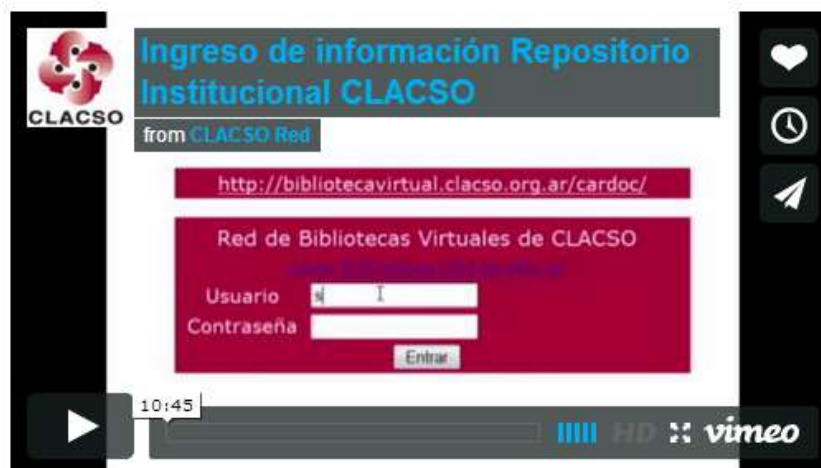 CLACSO
Ingreso de información Repositorio
Institucional CLACSO
from CLACSO Red
http://bibliotecavirtual.clacso.org.ar/cardoc/
Red de Bibliotecas Virtuales de CLACSO
Usuario s
Contraseña
Entrar
10:45
HD vimeo